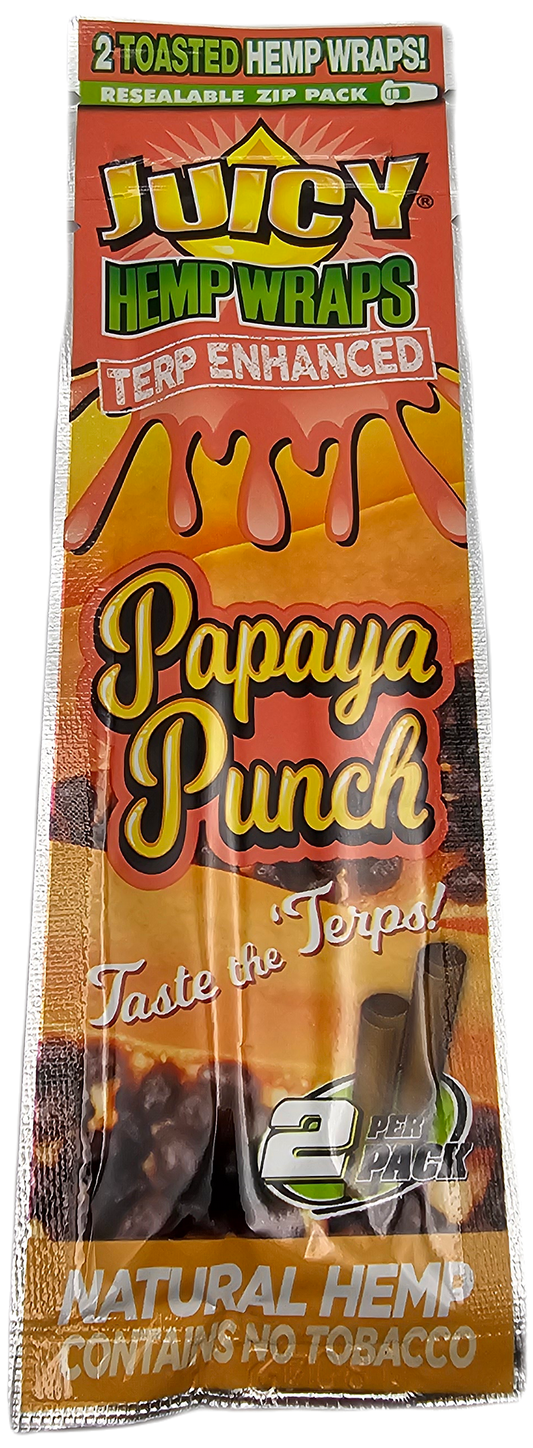 2 TOASTED HEMP WRAPS!
RESEALABLE ZIP PACK
JUICY®
HEMP WRAPS
TERP ENHANCED
Papaya
Punch
Taste the 'Terps!
2 PER
PACK
NATURAL HEMP
CONTAINS NO TOBACCO